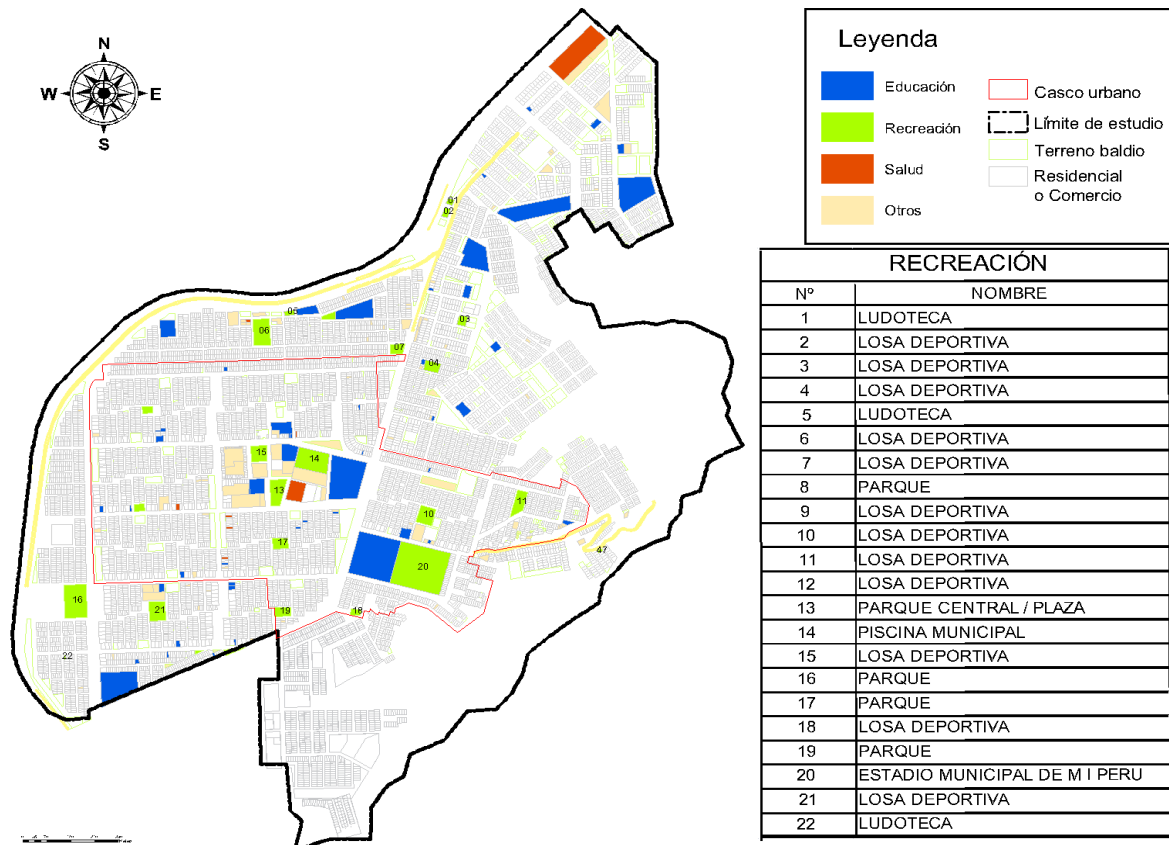 N
W E
S
Leyenda
Educación
Recreación
Salud
Otros
Casco urbano
Límite de estudio
Terreno baldio
Residencial
o Comercio
RECREACIÓN
Nº NOMBRE
1 LUDOTECA
2 LOSA DEPORTIVA
3 LOSA DEPORTIVA
4 LOSA DEPORTIVA
5 LUDOTECA
6 LOSA DEPORTIVA
7 LOSA DEPORTIVA
8 PARQUE
9 LOSA DEPORTIVA
10 LOSA DEPORTIVA
11 LOSA DEPORTIVA
12 LOSA DEPORTIVA
13 PARQUE CENTRAL / PLAZA
14 PISCINA MUNICIPAL
15 LOSA DEPORTIVA
16 PARQUE
17 PARQUE
18 LOSA DEPORTIVA
19 PARQUE
20 ESTADIO MUNICIPAL DE M I PERU
21 LOSA DEPORTIVA
22 LUDOTECA
01
02
03
05
06
07
04
15
14
13
11
10
17
20
47
16
21
19
18
22